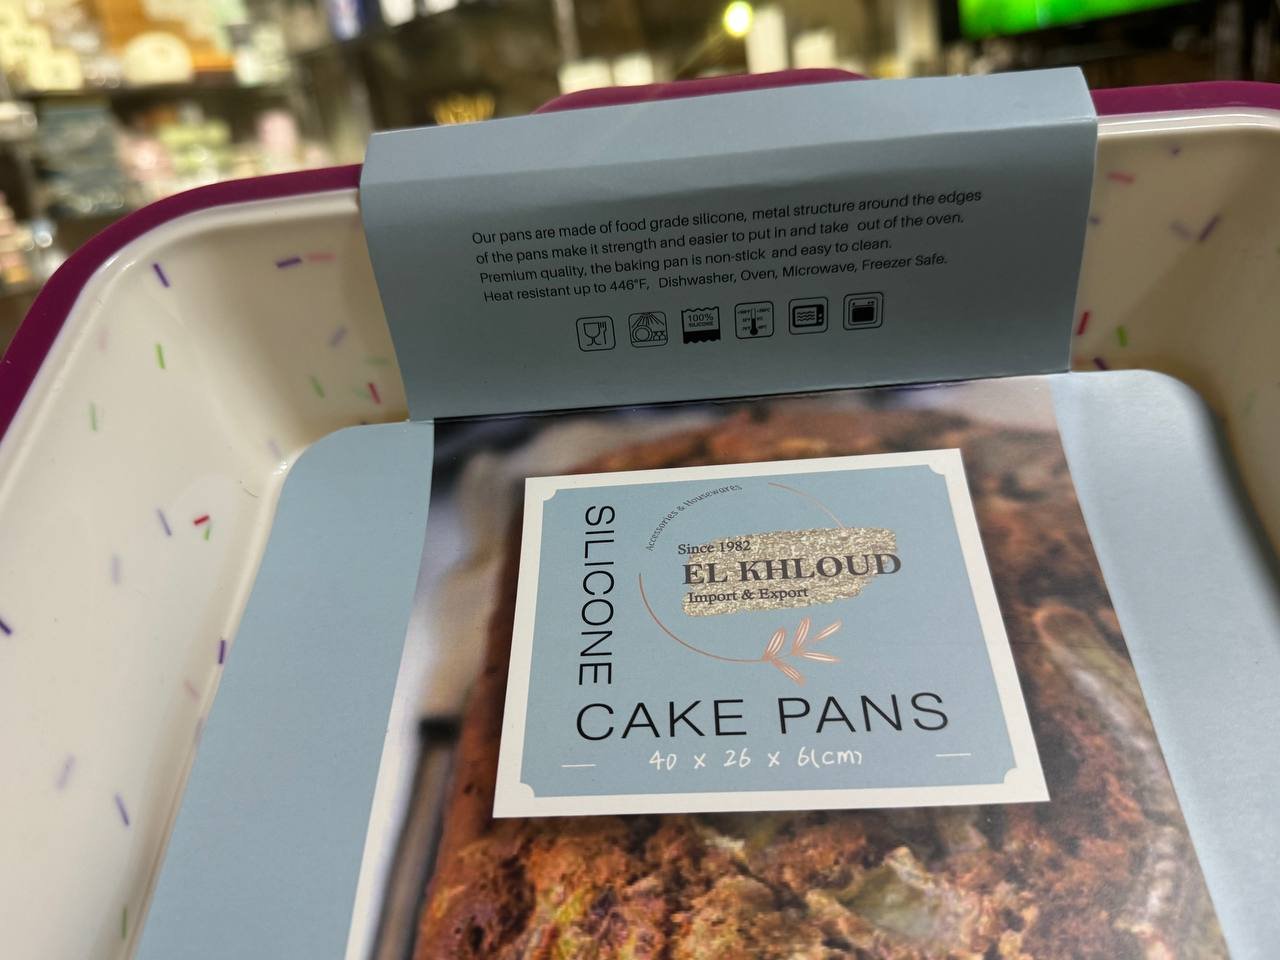 Our pans are made of food grade silicone, metal structure around the edges
of the pans make it strength and easier to put in and take out of the oven.
Premium quality, the baking pan is non-stick and easy to clean.
Heat resistant up to 446°F, Dishwasher, Oven, Microwave, Freezer Safe.
100%
SILICONE
Accessories & Housewares
Since 1982
EL KHLOUD
Import & Export
SILICONE
CAKE PANS
40 x 26 x 6(cm)